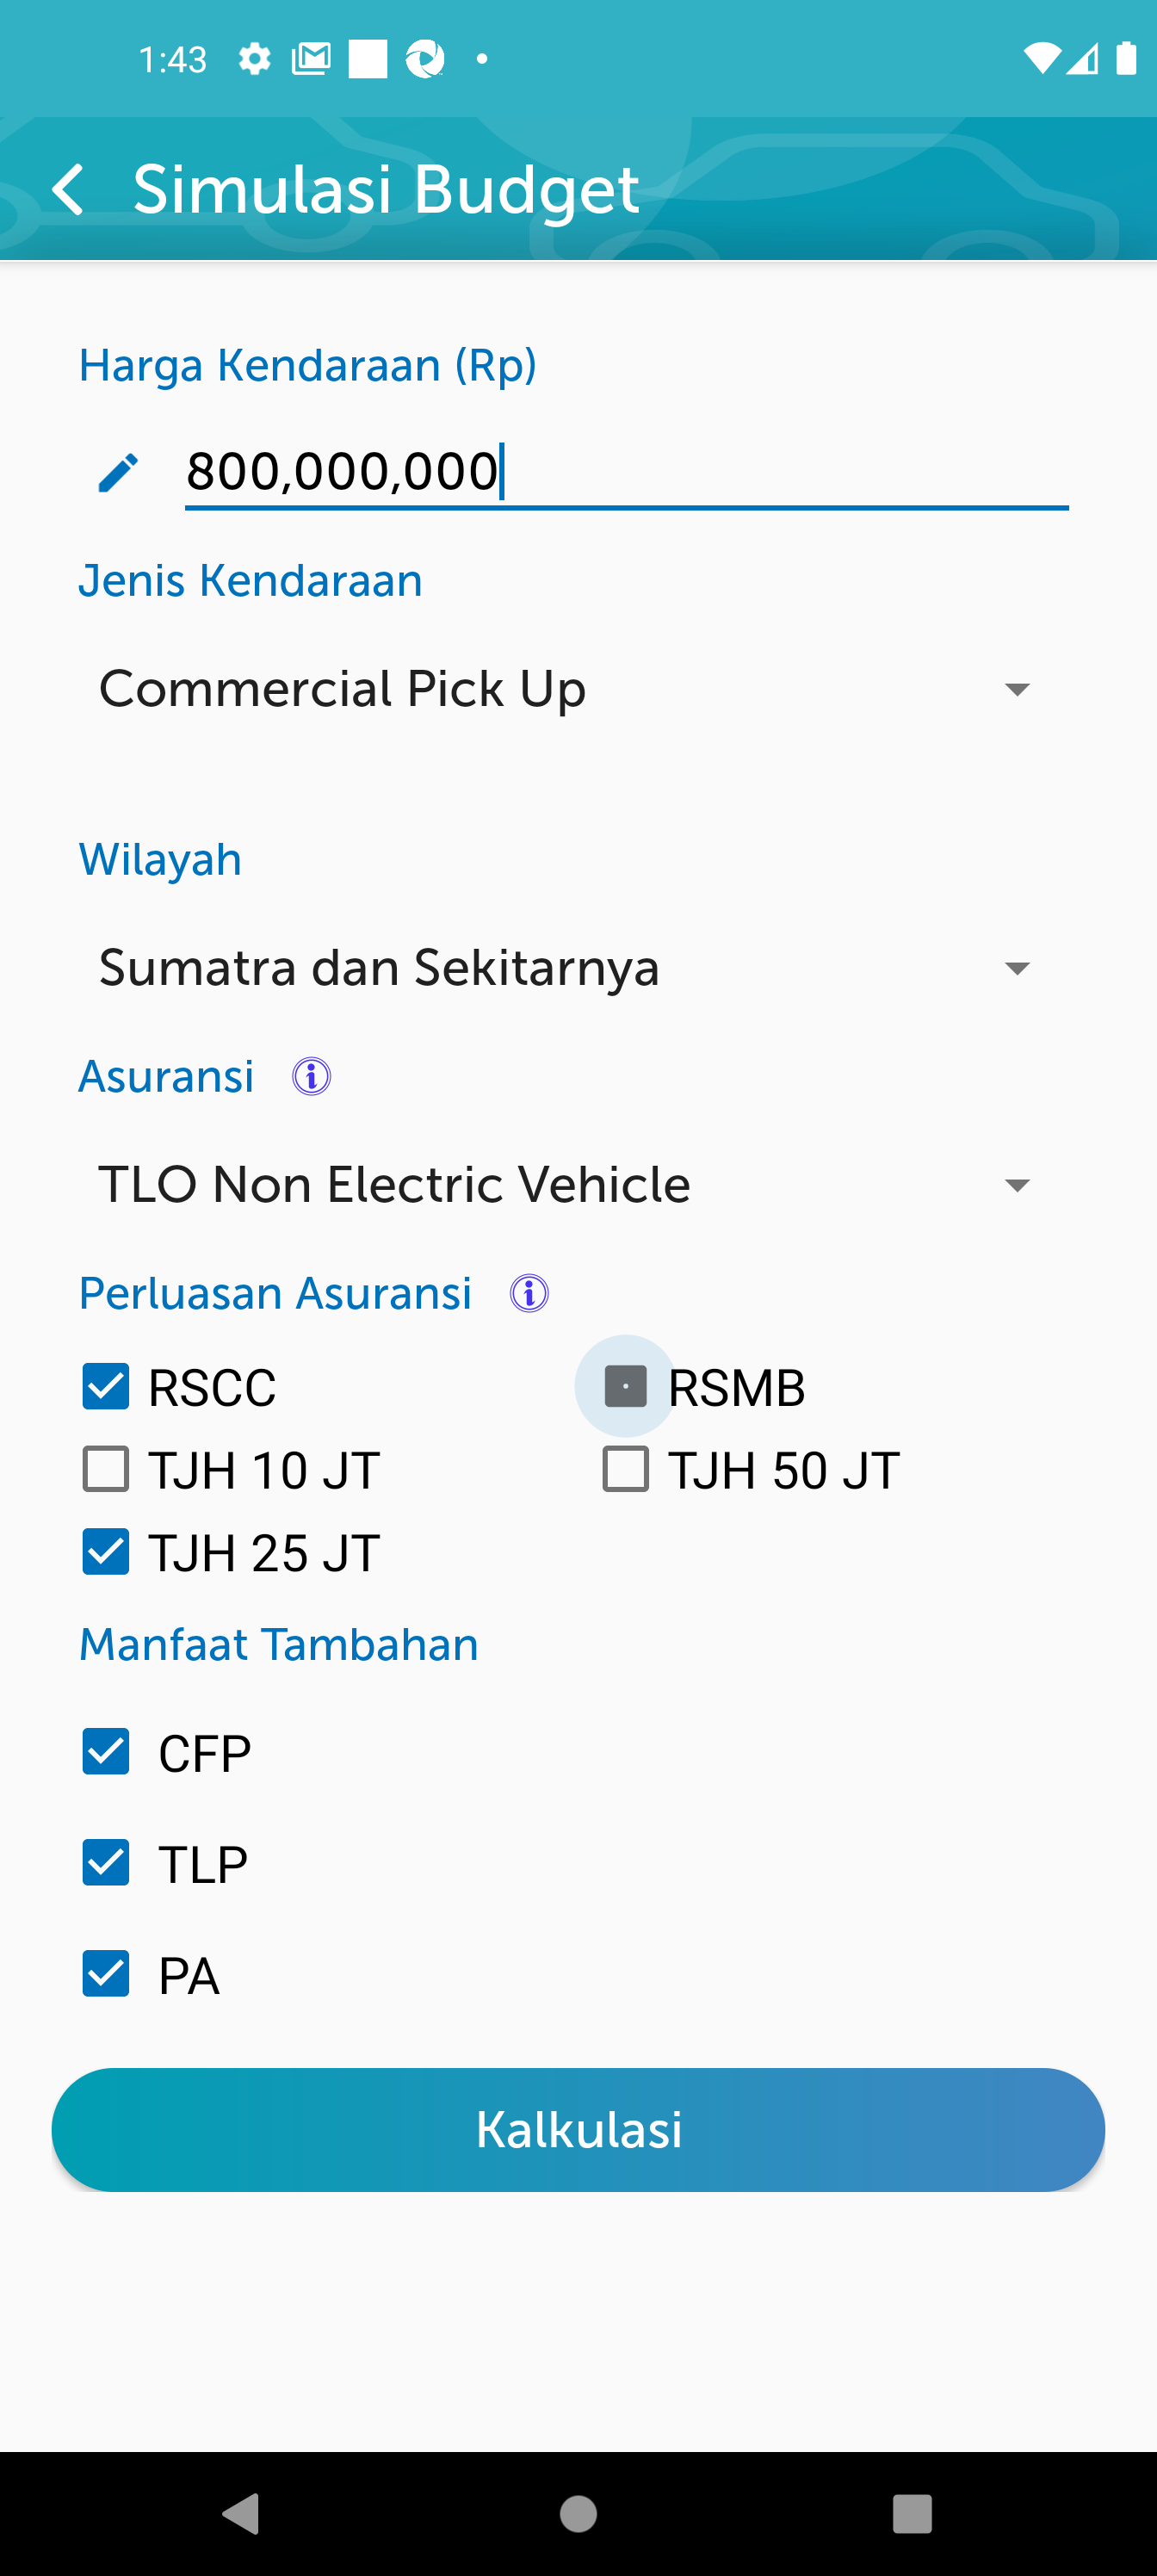 1:43
Simulasi Budget
Harga Kendaraan (Rp)
800,000,000
Jenis Kendaraan
Commercial Pick Up
Wilayah
Sumatra dan Sekitarnya
Asuransi
TLO Non Electric Vehicle
Perluasan Asuransi
RSCC RSMB
TJH 10 JT TJH 50 JT
TJH 25 JT
Manfaat Tambahan
CFP
TLP
PA
Kalkulasi